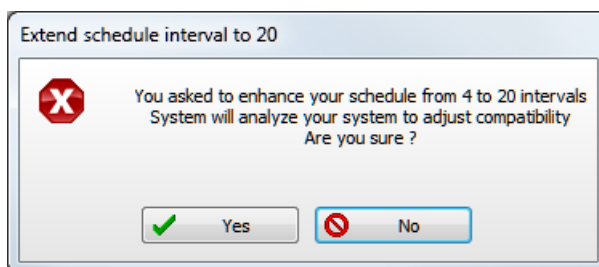 Extend schedule interval to 20
You asked to enhance your schedule from 4 to 20 intervals
System will analyze your system to adjust compatibility
Are you sure ?
Yes
No